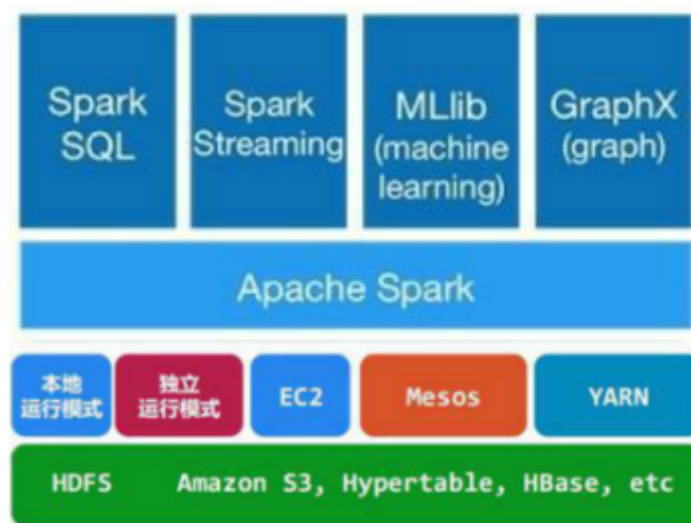 Spark
SQL
Spark
Streaming
MLlib
(machine
learning)
GraphX
(graph)
Apache Spark
本地
运行模式
独立
运行模式
EC2
Mesos
YARN
HDFS Amazon S3, Hypertable, HBase, etc